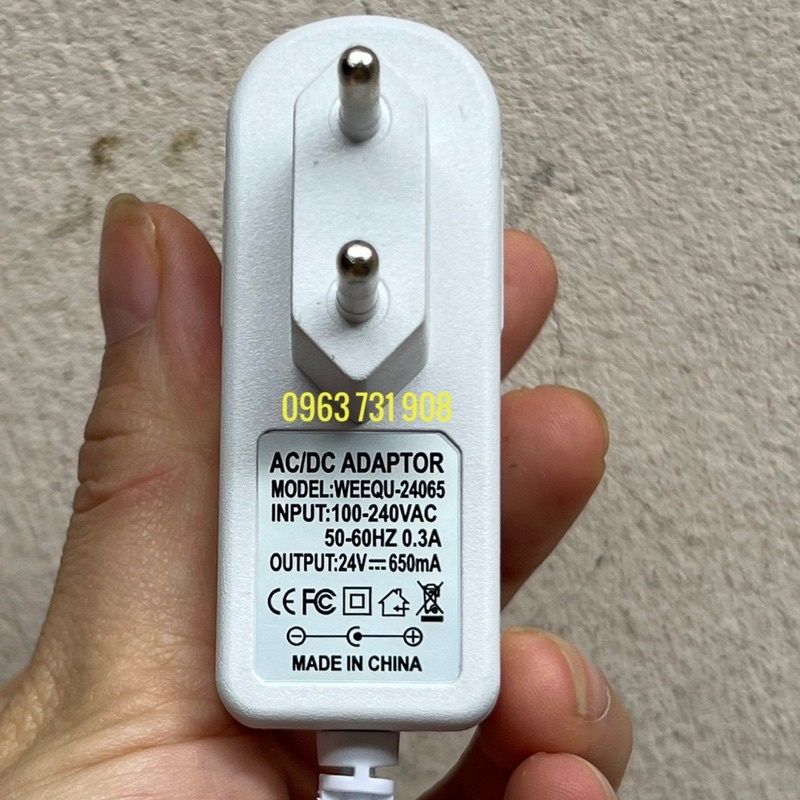 0963 731 908
AC/DC ADAPTOR
MODEL:WEEQU-24065
INPUT:100-240VAC
50-60HZ 0.3A
OUTPUT:24V⎓650mA
CE FC
MADE IN CHINA